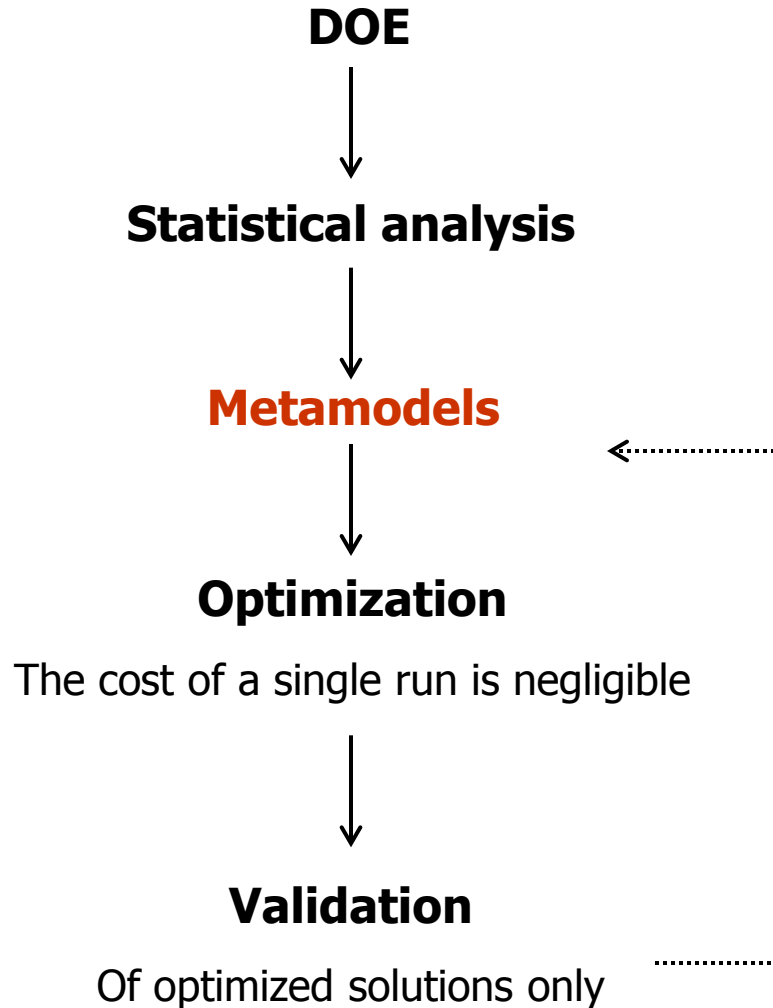 DOE
Statistical analysis
Metamodels
Optimization
The cost of a single run is negligible
Validation
Of optimized solutions only